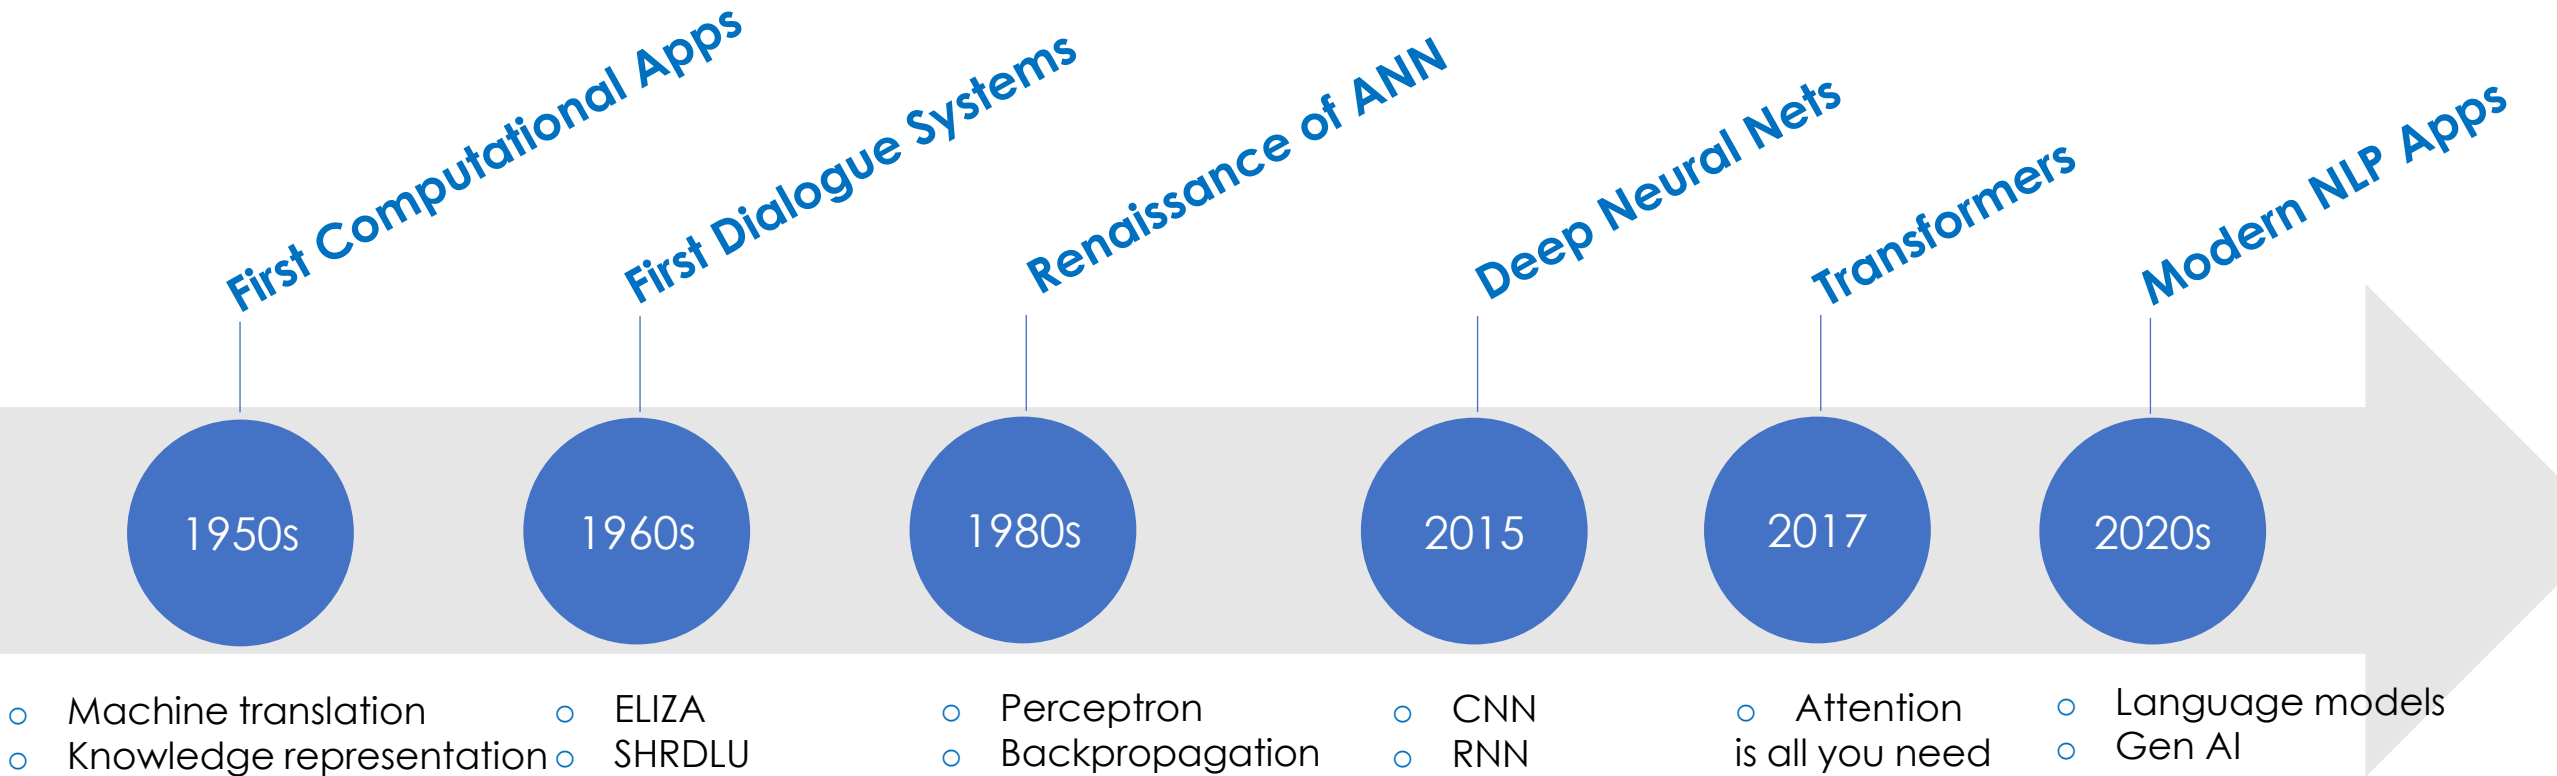 First Computational Apps
First Dialogue Systems
Renaissance of ANN
Deep Neural Nets
Transformers
Modern NLP Apps
1950s
1960s
1980s
2015
2017
2020s
Machine translation
Knowledge representation
ELIZA
SHRDLU
Perceptron
Backpropagation
CNN
RNN
Attention
is all you need
Language models
Gen AI